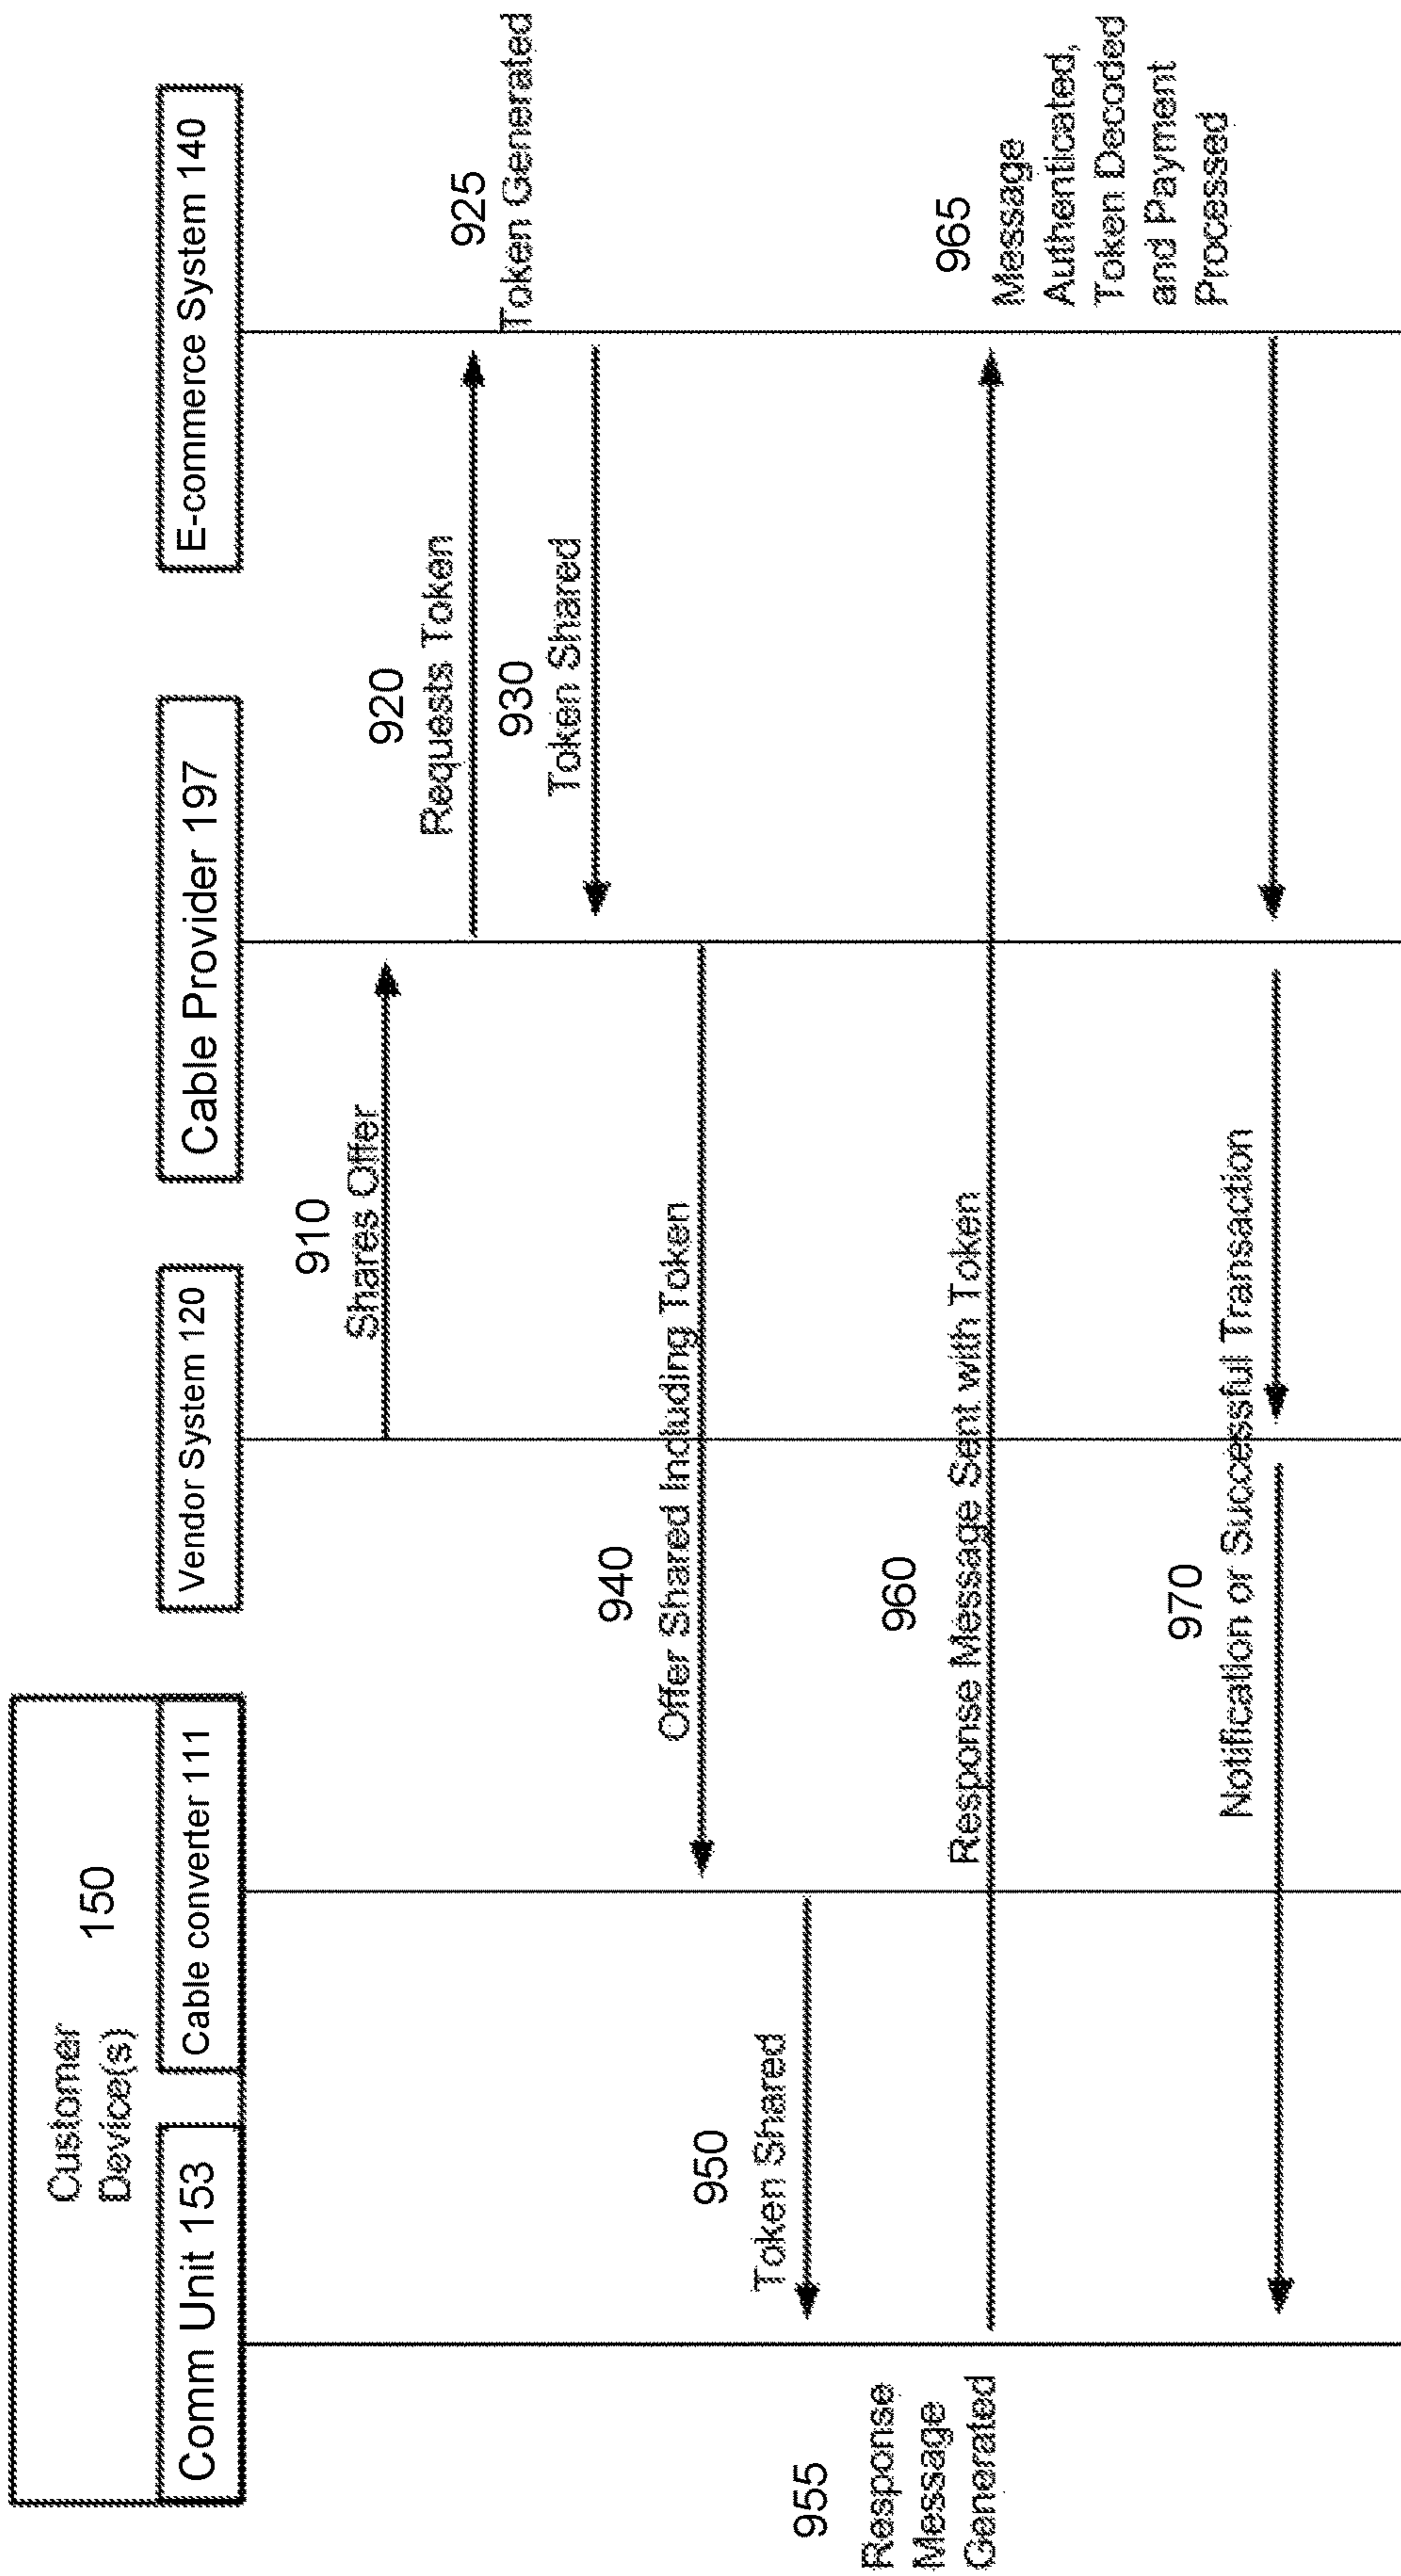 Customer
Device(s)
150
Comm Unit 153
Cable converter 111
Vendor System 120
Cable Provider 197
E-commerce System 140
910
Shares Offer
920
Requests Token
925
Token Generated
930
Token Shared
940
Offer Shared Including Token
950
Token Shared
955
Response
Message
Generated
960
Response Message Sent with Token
965
Message
Authenticated,
Token Decoded
and Payment
Processed
970
Notification or Successful Transaction